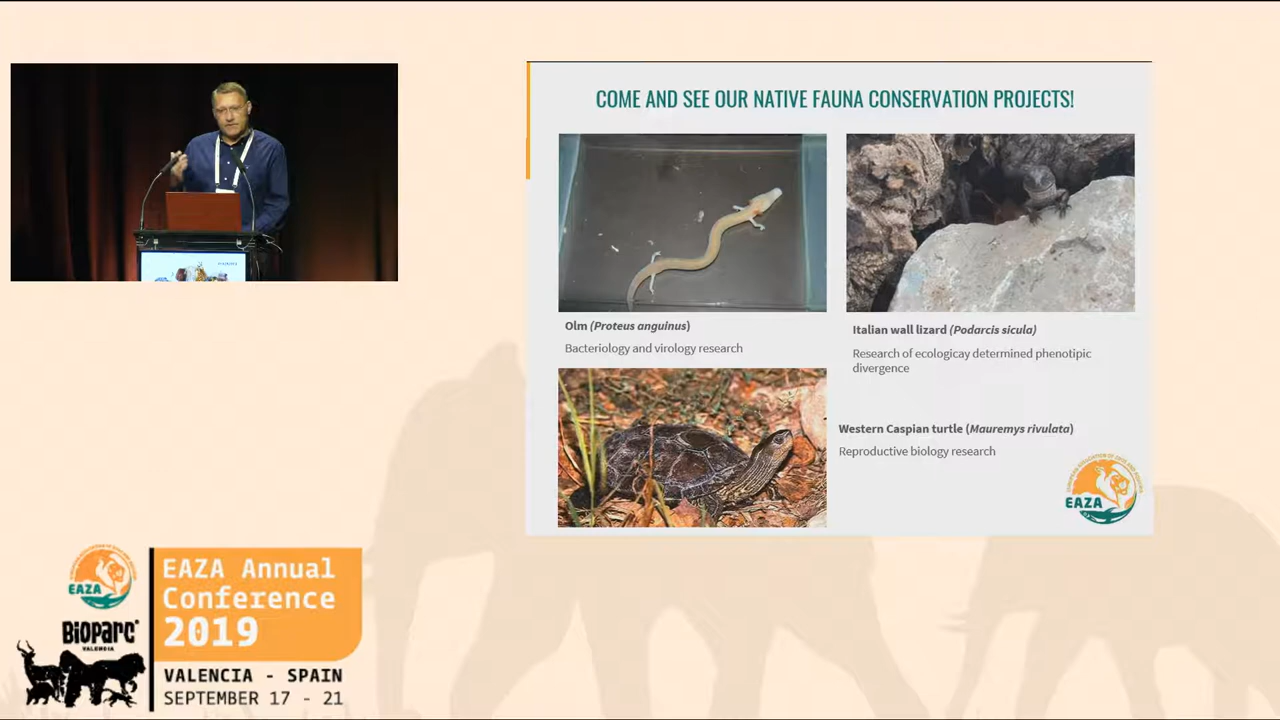 COME AND SEE OUR NATIVE FAUNA CONSERVATION PROJECTS!
Olm (Proteus anguinus)
Bacteriology and virology research
Italian wall lizard (Podarcis sicula)
Research of ecologicay determined phenotipic
divergence
Western Caspian turtle (Mauremys rivulata)
Reproductive biology research
EAZA
EAZA
BIOPARC
VALENCIA
EAZA Annual
Conference
2019
VALENCIA - SPAIN
SEPTEMBER 17 - 21